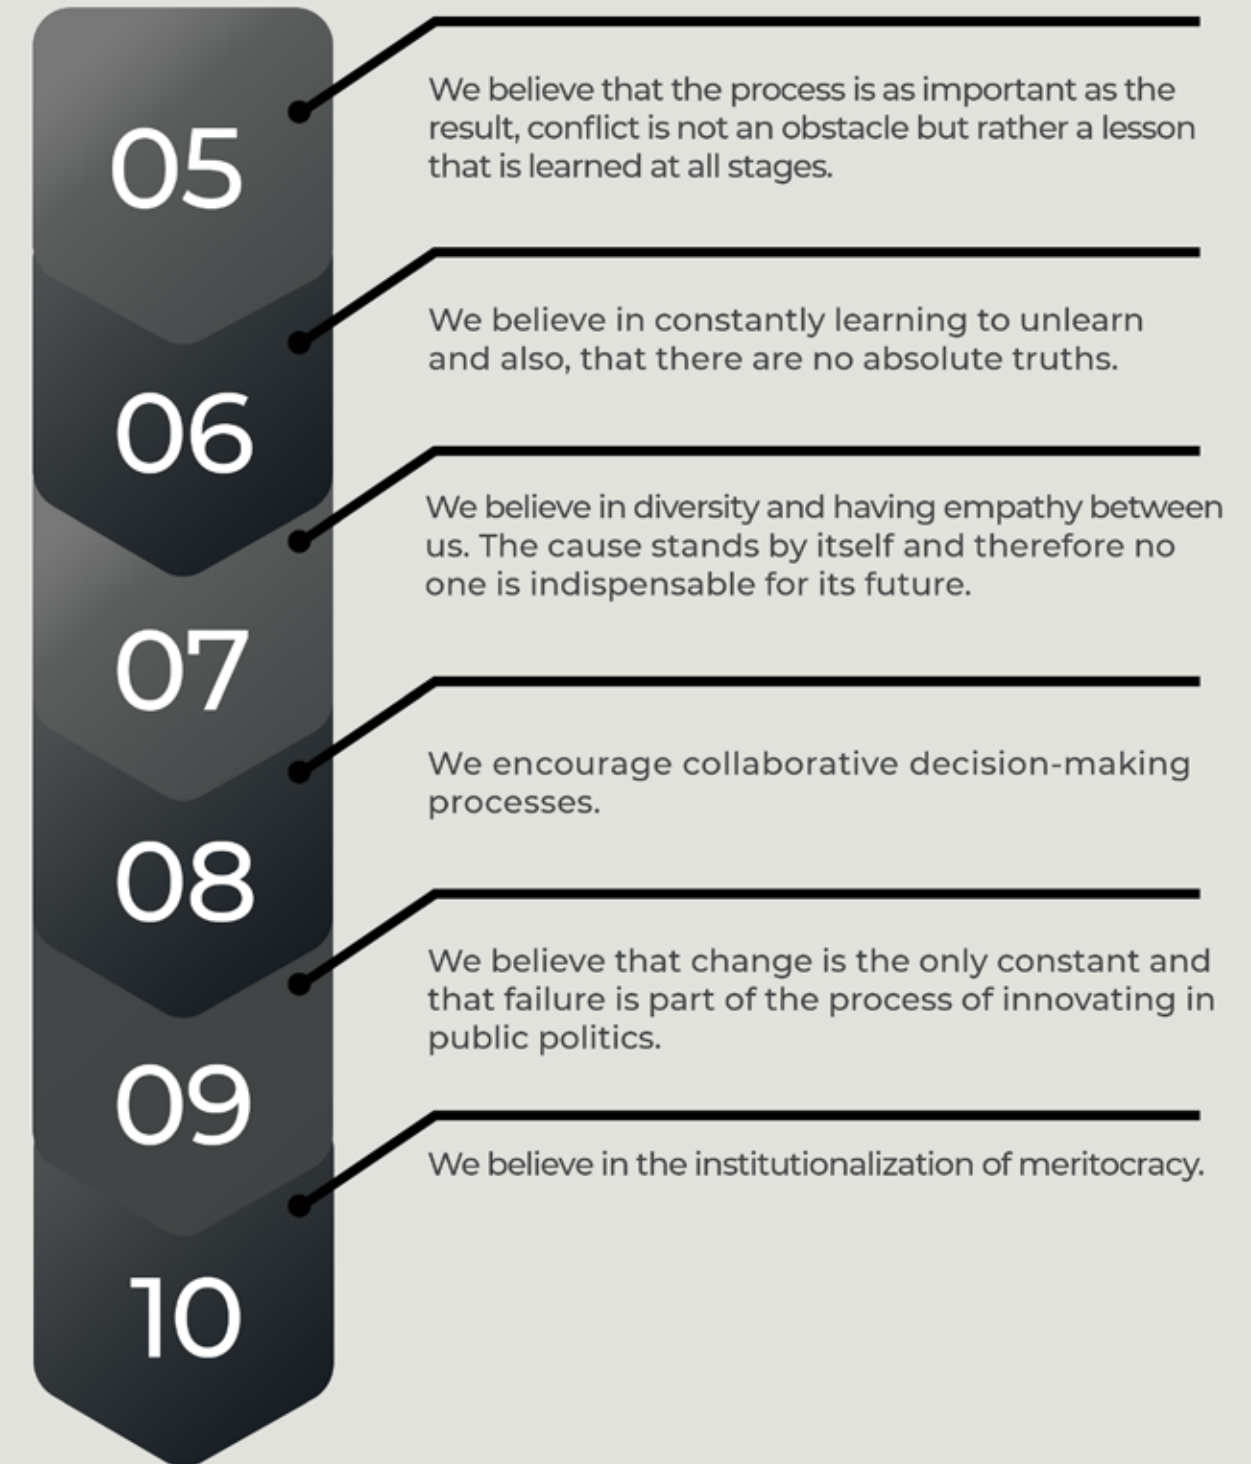 05
We believe that the process is as important as the
result, conflict is not an obstacle but rather a lesson
that is learned at all stages.
06
We believe in constantly learning to unlearn
and also, that there are no absolute truths.
07
We believe in diversity and having empathy between
us. The cause stands by itself and therefore no
one is indispensable for its future.
08
We encourage collaborative decision-making
processes.
09
We believe that change is the only constant and
that failure is part of the process of innovating in
public politics.
10
We believe in the institutionalization of meritocracy.